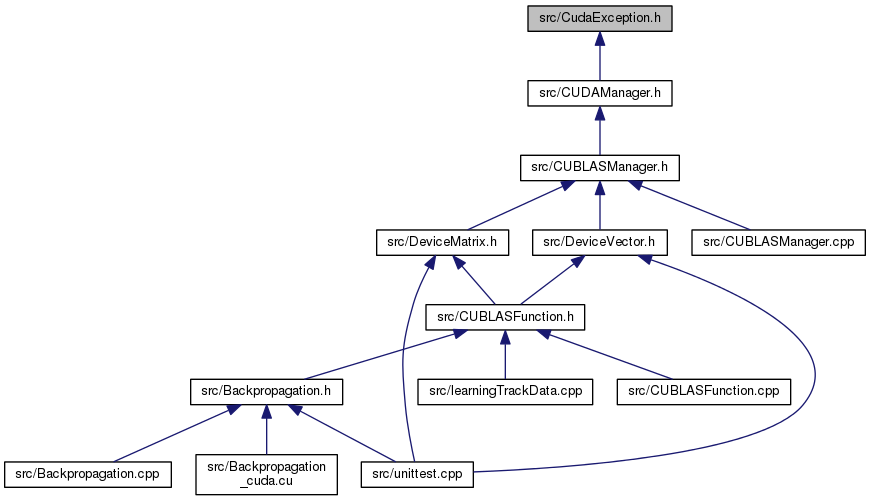 src/CudaException.h
src/CUDAManager.h
src/CUBLASManager.h
src/DeviceMatrix.h
src/DeviceVector.h
src/CUBLASManager.cpp
src/CUBLASFunction.h
src/Backpropagation.h
src/learningTrackData.cpp
src/CUBLASFunction.cpp
src/Backpropagation.cpp
src/Backpropagation
_cuda.cu
src/unittest.cpp